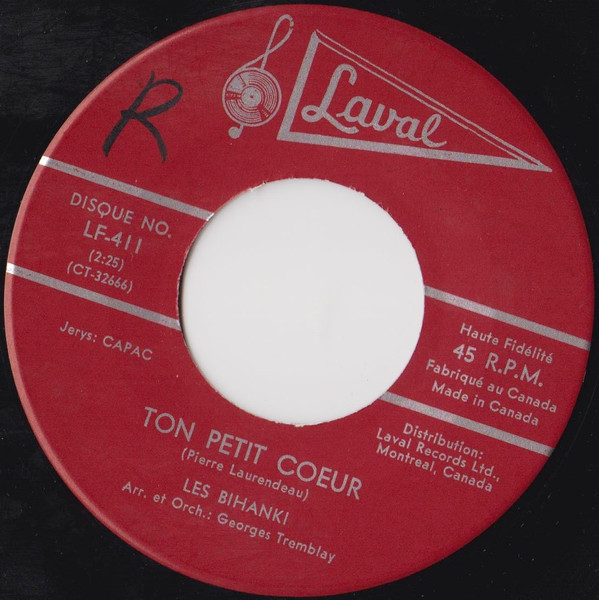 Laval
R
DISQUE NO.
LF-411
(2:25)
(CT-32666)
Jerys: CAPAC
Haute Fidélité
45 R.P.M.
Fabriqué au Canada
Made in Canada
Distribution:
Laval Records Ltd.,
Montreal, Canada
TON PETIT COEUR
(Pierre Laurendeau)
LES BIHANKI
Arr. et Orch.: Georges Tremblay